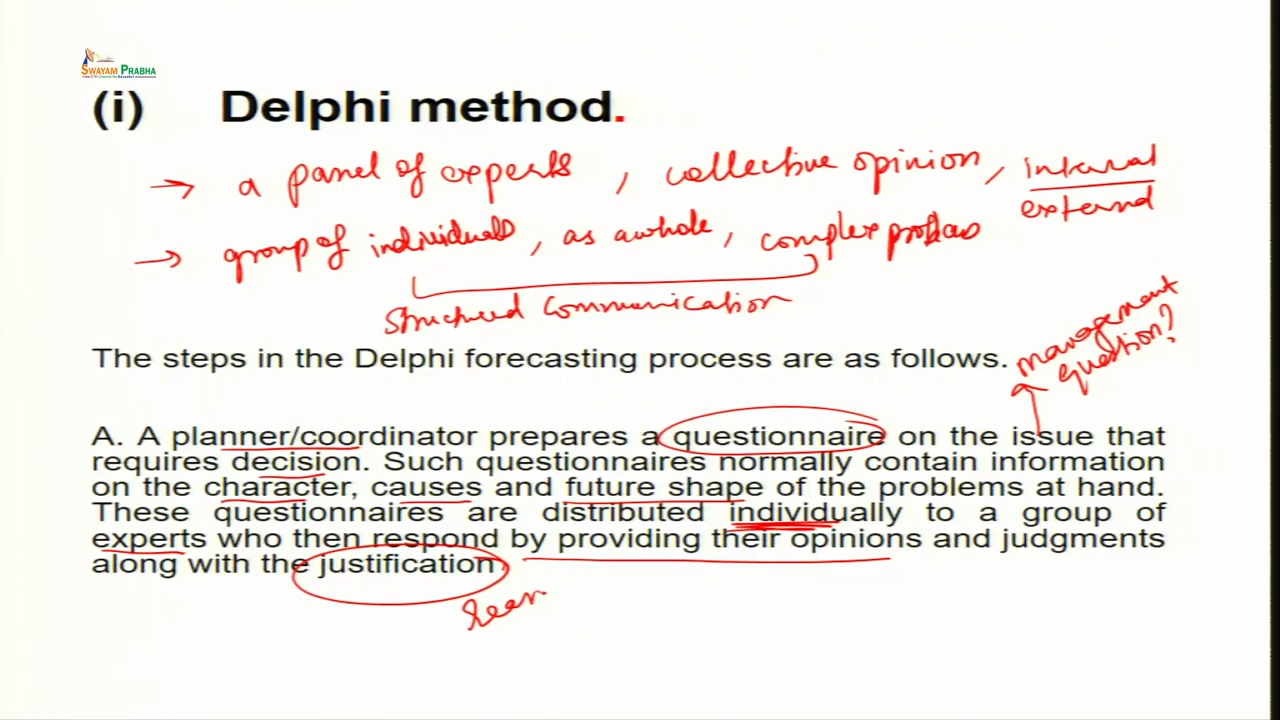 SWAYAM PRABHA
(i) Delphi method.
→ a panel of experts, collective opinion, internal
external
→ group of individuals, as a whole, complex
Structured Communication
management
question?
The steps in the Delphi forecasting process are as follows.
A. A planner/coordinator prepares a questionnaire on the issue that
requires decision. Such questionnaires normally contain information
on the character, causes and future shape of the problems at hand.
These questionnaires are distributed individually to a group of
experts who then respond by providing their opinions and judgments
along with the justification